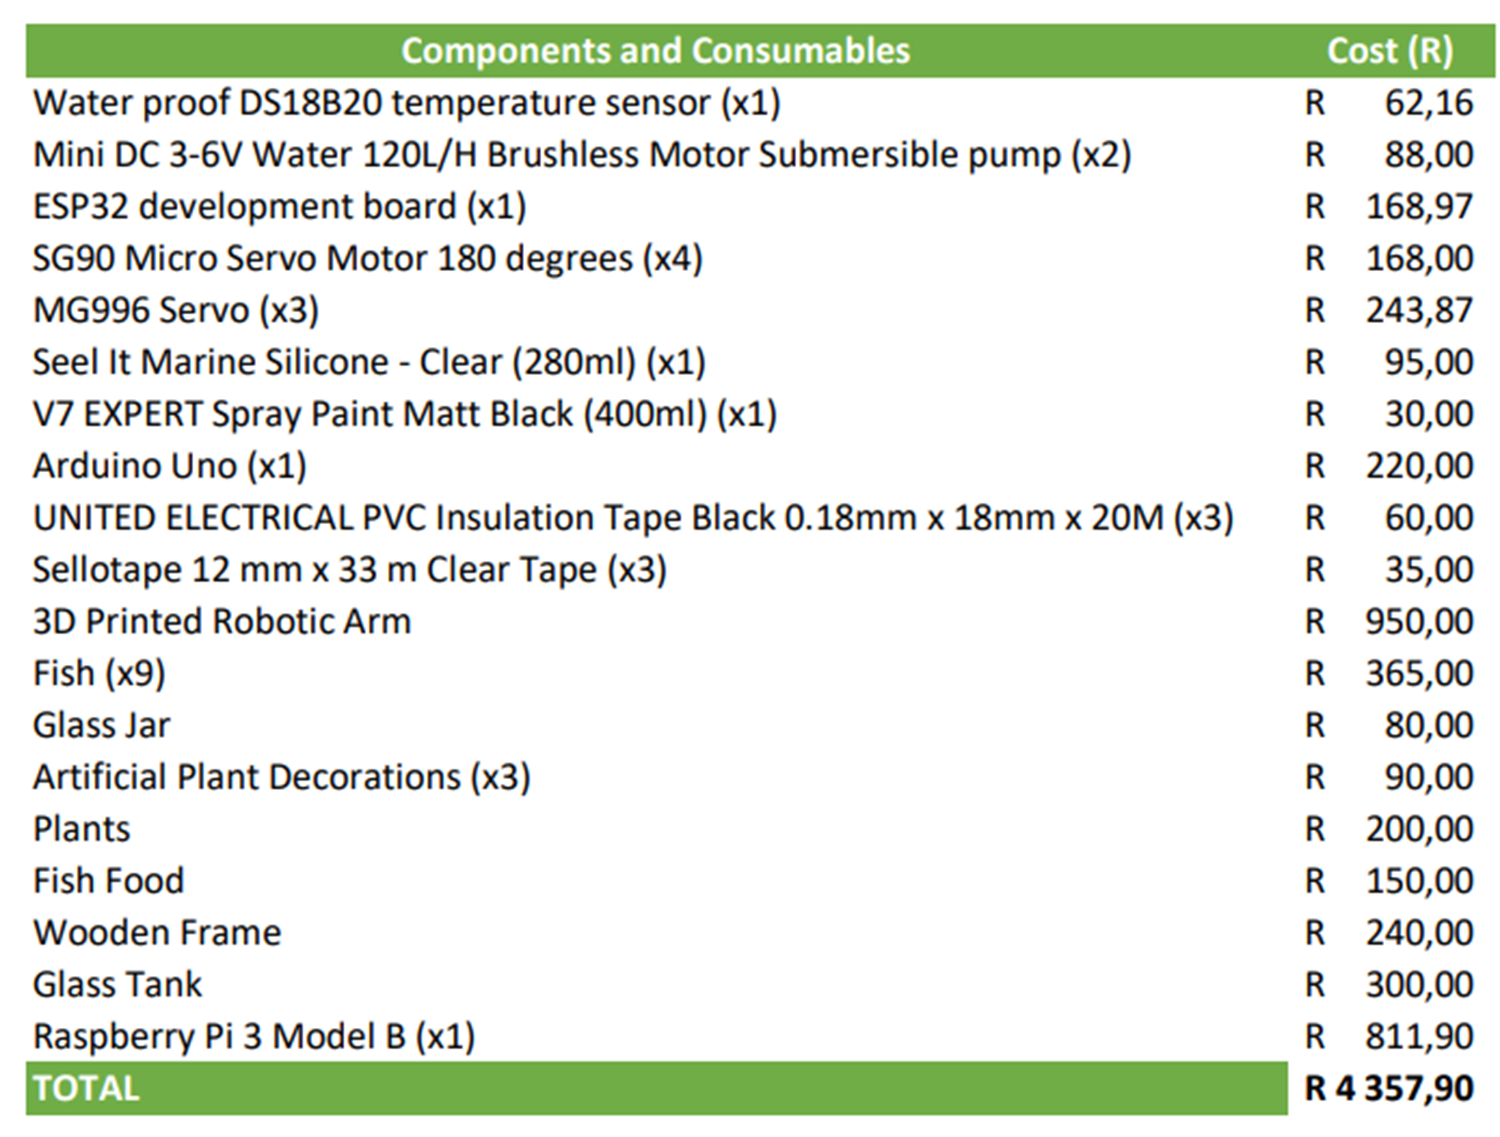 Components and Consumables Cost (R)
Water proof DS18B20 temperature sensor (x1) R 62,16
Mini DC 3-6V Water 120L/H Brushless Motor Submersible pump (x2) R 88,00
ESP32 development board (x1) R 168,97
SG90 Micro Servo Motor 180 degrees (x4) R 168,00
MG996 Servo (x3) R 243,87
Seel It Marine Silicone - Clear (280ml) (x1) R 95,00
V7 EXPERT Spray Paint Matt Black (400ml) (x1) R 30,00
Arduino Uno (x1) R 220,00
UNITED ELECTRICAL PVC Insulation Tape Black 0.18mm x 18mm x 20M (x3) R 60,00
Sellotape 12 mm x 33 m Clear Tape (x3) R 35,00
3D Printed Robotic Arm R 950,00
Fish (x9) R 365,00
Glass Jar R 80,00
Artificial Plant Decorations (x3) R 90,00
Plants R 200,00
Fish Food R 150,00
Wooden Frame R 240,00
Glass Tank R 300,00
Raspberry Pi 3 Model B (x1) R 811,90
TOTAL R 4 357,90